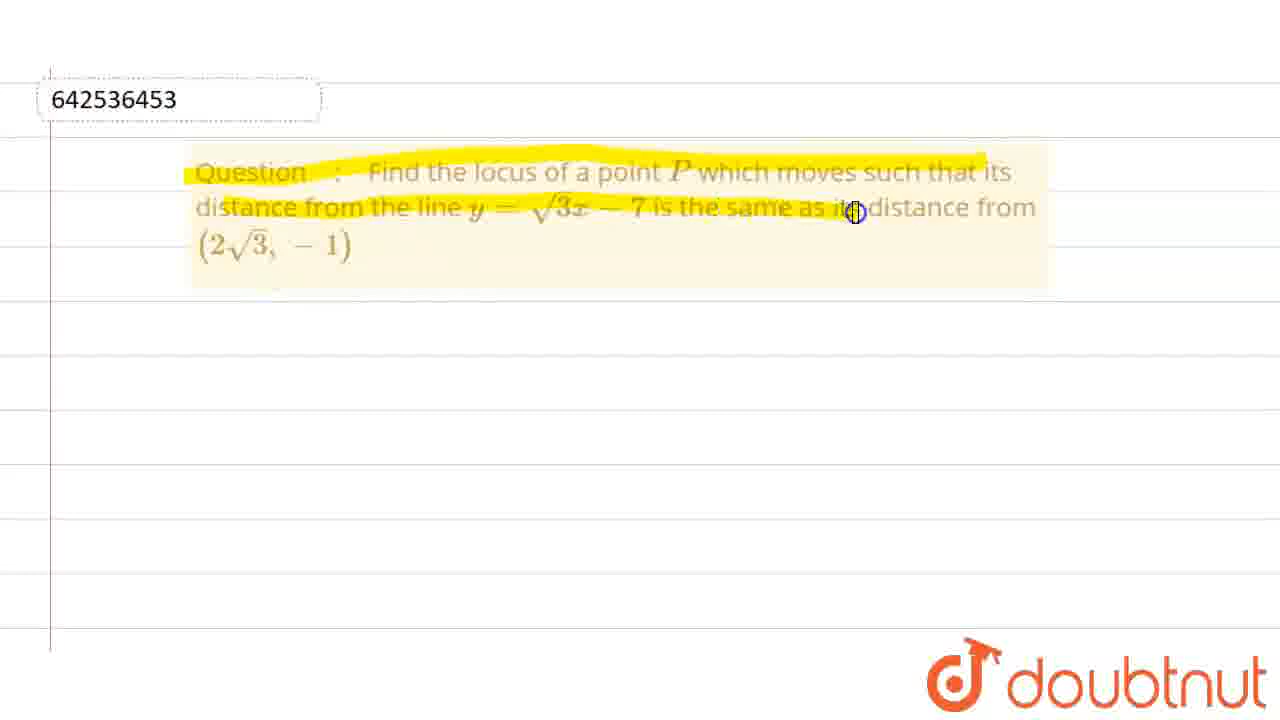 642536453
Question : Find the locus of a point P which moves such that its
distance from the line y = √3x − 7 is the same as its distance from
(2√3, − 1)
doubtnut